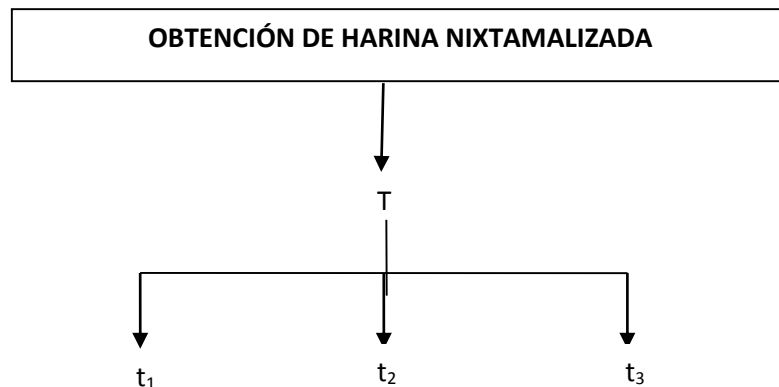 OBTENCIÓN DE HARINA NIXTAMALIZADA
T
t₁ t₂ t₃